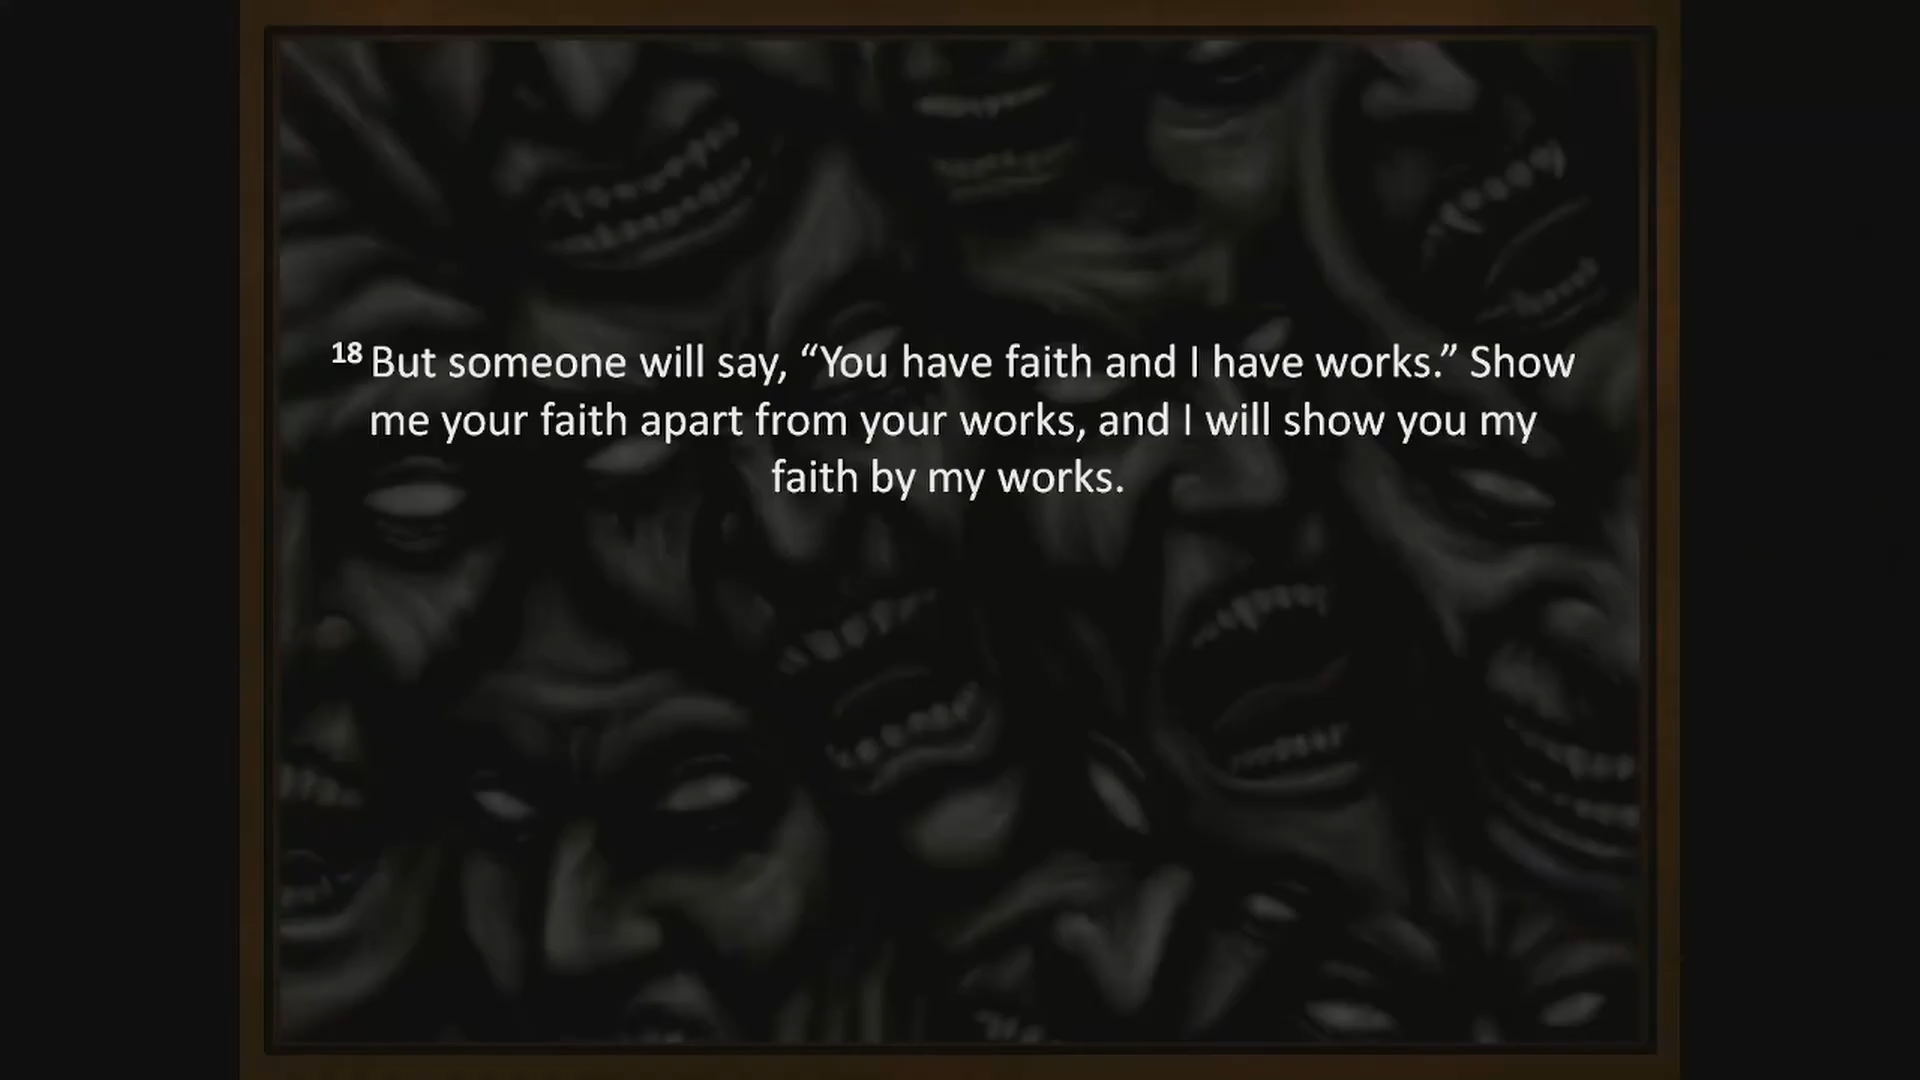 18 But someone will say, “You have faith and I have works.” Show
me your faith apart from your works, and I will show you my
faith by my works.